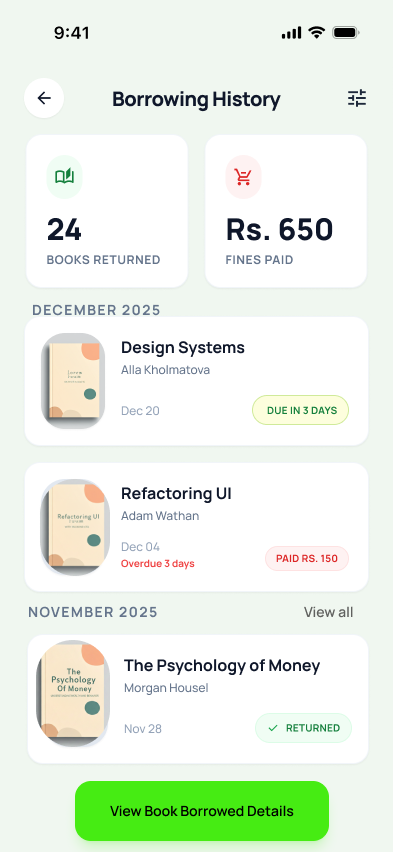 9:41
Borrowing History
24
BOOKS RETURNED
Rs. 650
FINES PAID
DECEMBER 2025
Design Systems
Alla Kholmatova
Dec 20
DUE IN 3 DAYS
Refactoring UI
Refactoring UI
Adam Wathan
Dec 04
Overdue 3 days
PAID RS. 150
NOVEMBER 2025
View all
The
Psychology
Of Money
The Psychology of Money
Morgan Housel
Nov 28
RETURNED
View Book Borrowed Details